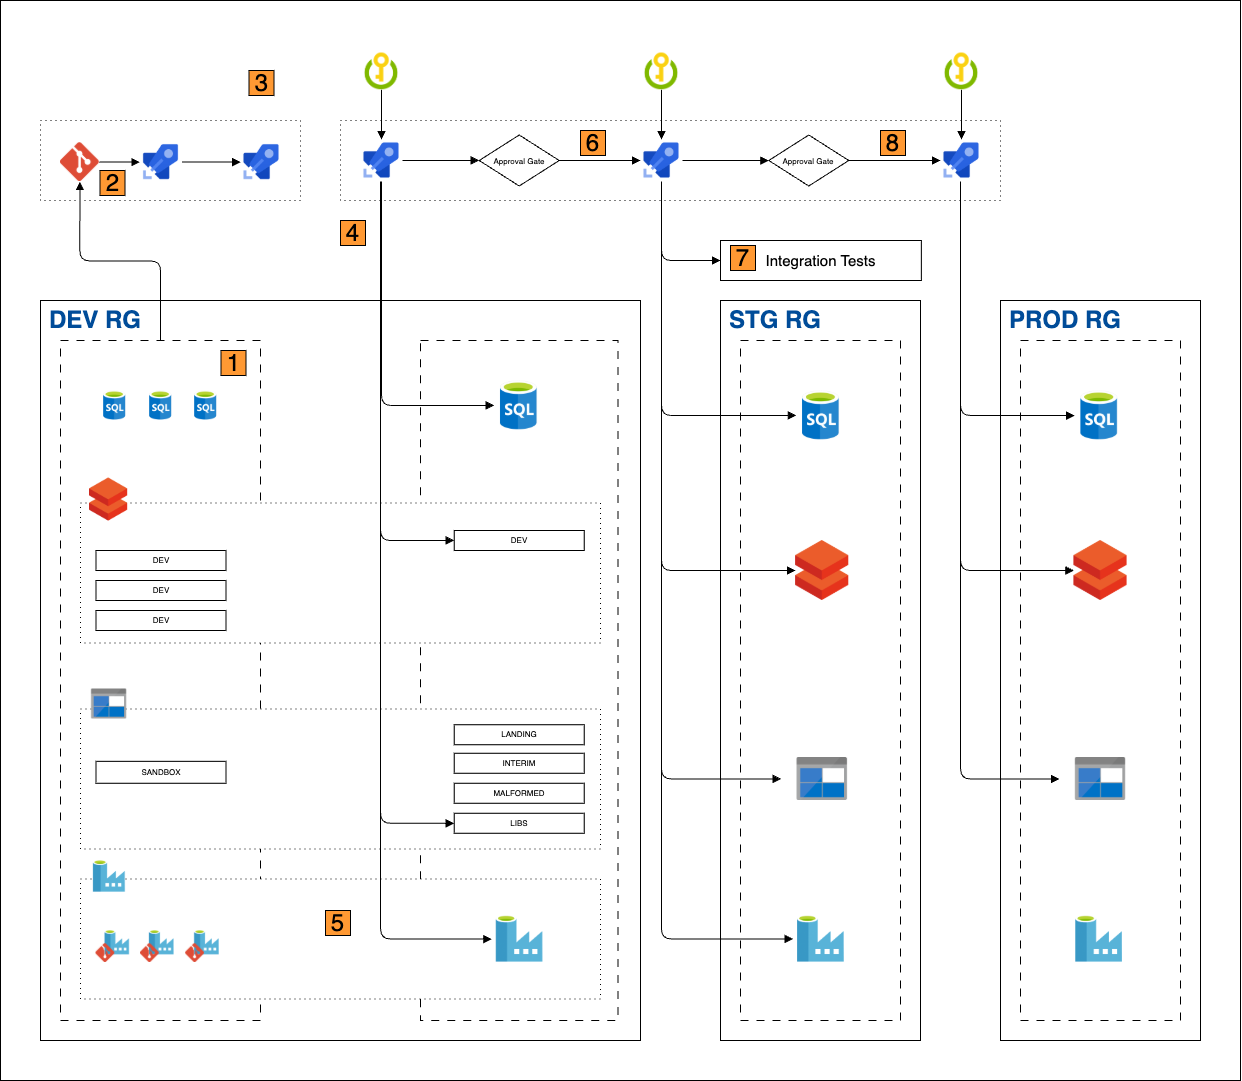 3
Approval Gate
6
Approval Gate
8
2
4
7 Integration Tests
DEV RG
STG RG
PROD RG
1
SQL
SQL
SQL
SQL
SQL
SQL
DEV
DEV
DEV
DEV
LANDING
INTERIM
SANDBOX
MALFORMED
LIBS
5